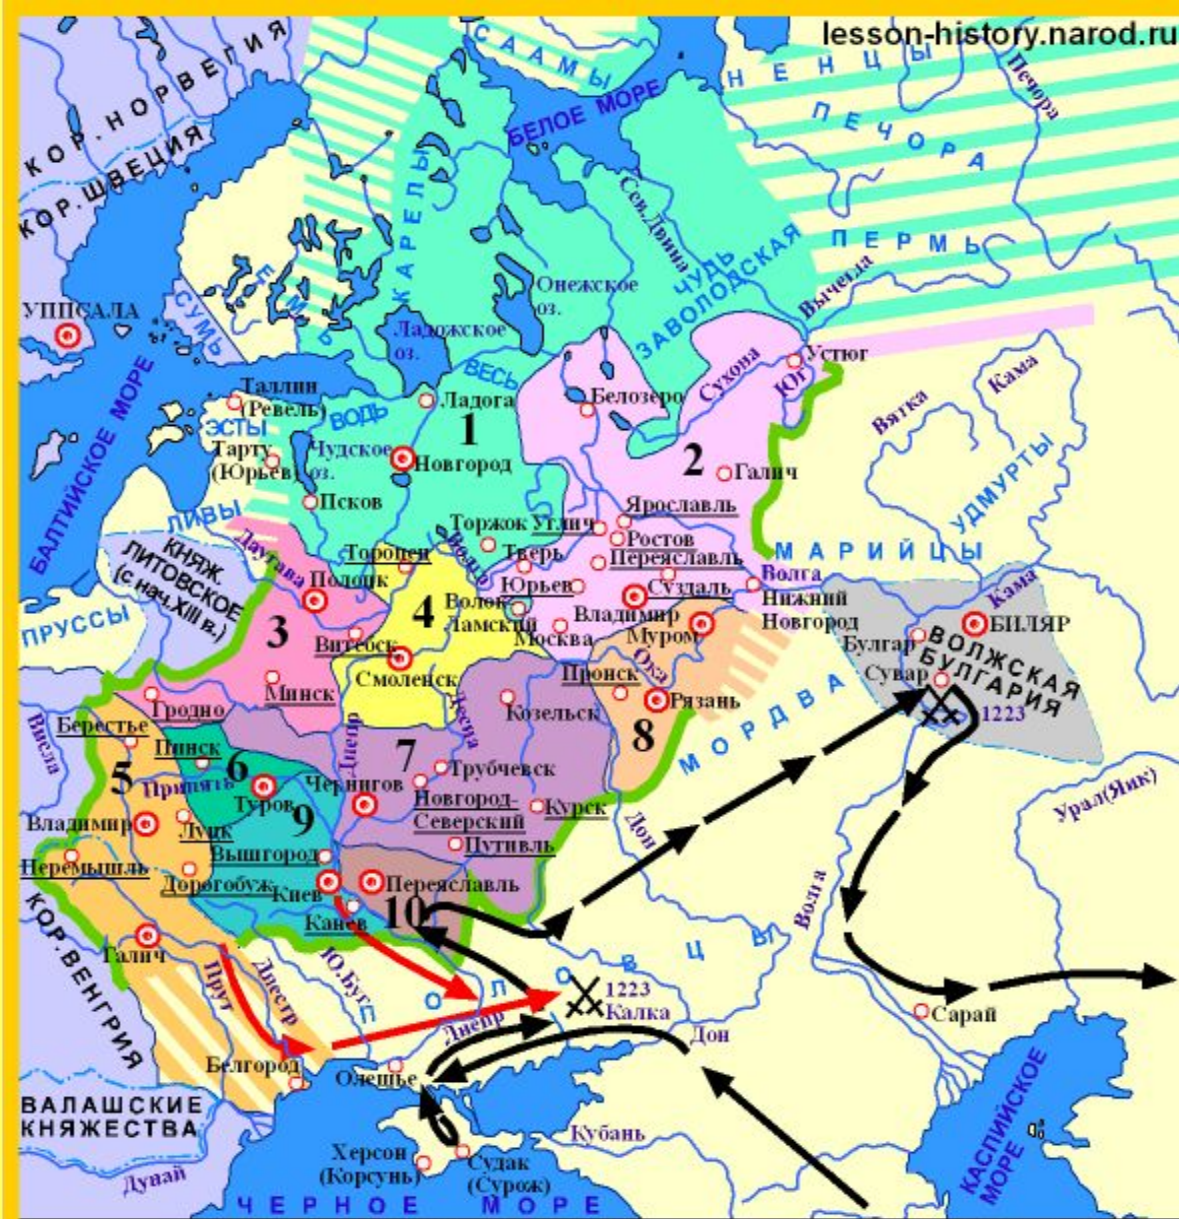 lesson-history.narod.ru
КОР.НОРВЕГИЯ
КОР.ШВЕЦИЯ
СААМЫ
НЕНЦЫ
Печора
ПЕЧОРА
БЕЛОЕ МОРЕ
КАРЕЛЫ
Сев.Двина
ЧУДЬ
ЗАВОЛОДСКАЯ
ПЕРМЬ
Вычегда
ЕМЬ
СУМЬ
УППСАЛА
Онежское
оз.
Ладожское
оз.
ВЕСЬ
Сухона
Устюг
Юг
Кама
Вятка
БАЛТИЙСКОЕ МОРЕ
Таллин
(Ревель)
ЭСТЫ
ВОДЬ
Ладога
Белозеро
1
Тарту
(Юрьев)
Чудское
оз.
Новгород
2
Галич
УДМУРТЫ
Псков
ЛИВЫ
Торжок
Углич
Ярославль
Ростов
МАРИЙЦЫ
КНЯЖ.
ЛИТОВСКОЕ
(с нач.XIII в.)
Даугава
Торопец
Волга
Тверь
Переяславль
Полоцк
Юрьев
Суздаль
Волга
Нижний
Новгород
Кама
ПРУССЫ
3
4
Волок
Ламский
Москва
Владимир
Муром
Булгар
БИЛЯР
ВОЛЖСКАЯ
БУЛГАРИЯ
Витебск
Смоленск
Пронск
Ока
Рязань
Сувар
1223
Минск
Гродно
Десна
Козельск
8
МОРДВА
Висла
Берестье
Пинск
Днепр
7
5
6
Припять
Туров
Чернигов
Трубчевск
Новгород-
Северский
Курск
Урал(Яик)
Владимир
Луцк
9
Путивль
Дон
Перемышль
Дорогобуж
Вышгород
Киев
Переяславль
Волга
КОР.ВЕНГРИЯ
Канев
10
Галич
Прут
Днестр
Ю.Буг
ПОЛОВЦЫ
1223
Калка
Днепр
Дон
Сарай
Белгород
Олешье
ВАЛАШСКИЕ
КНЯЖЕСТВА
Дунай
Херсон
(Корсунь)
Судак
(Сурож)
Кубань
КАСПИЙСКОЕ
МОРЕ
ЧЕРНОЕ МОРЕ